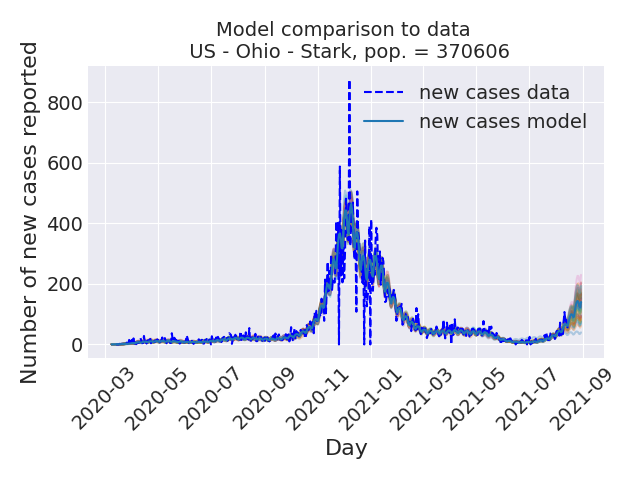 Model comparison to data
US - Ohio - Stark, pop. = 370606
Number of new cases reported
800
600
400
200
0
new cases data
new cases model
2020-03
2020-05
2020-07
2020-09
2020-11
2021-01
2021-03
2021-05
2021-07
2021-09
Day